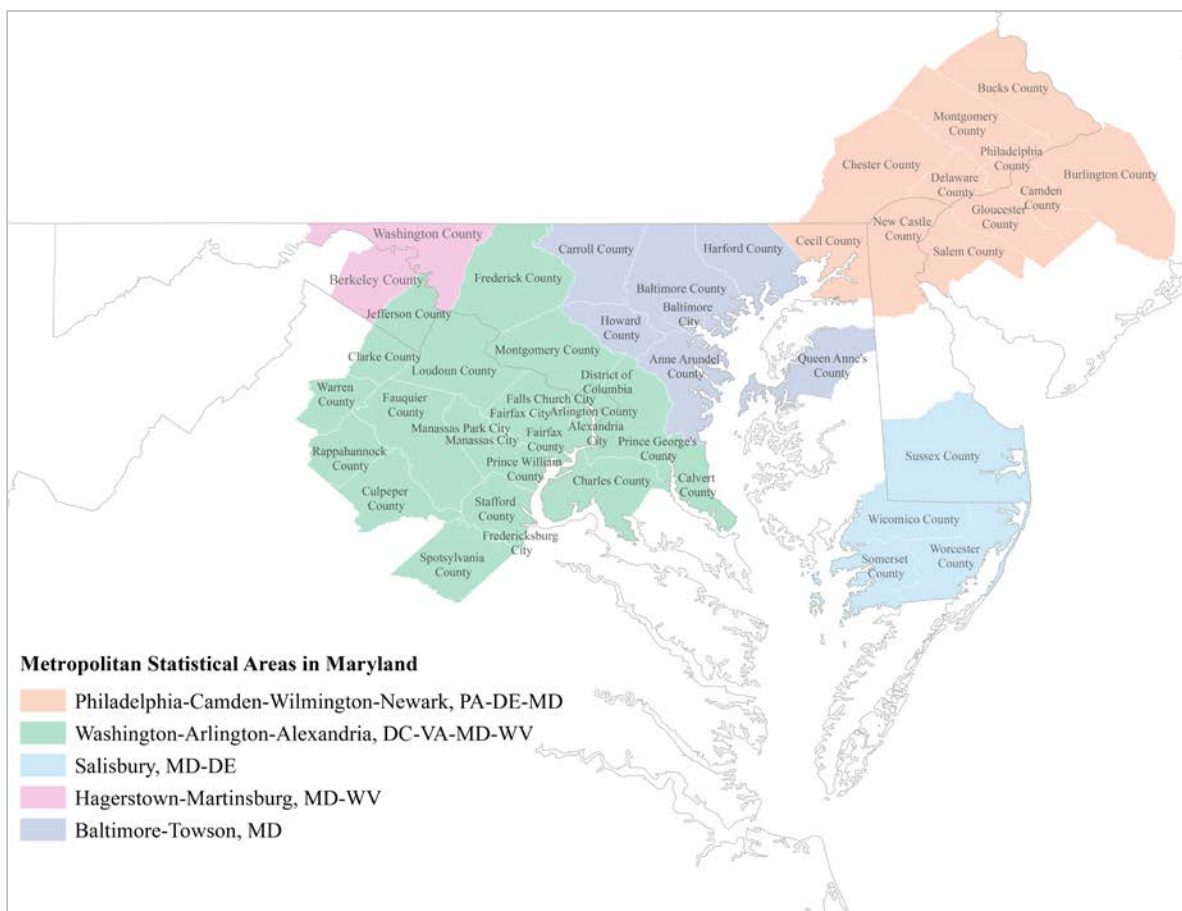 Bucks County
Montgomery
County
Philadelphia
County
Chester County
Delaware
County
Burlington County
Camden
County
Gloucester
County
New Castle
County
Salem County
Cecil County
Washington County
Carroll County
Harford County
Berkeley County
Frederick County
Baltimore County
Baltimore
City
Jefferson County
Howard
County
Montgomery County
Anne Arundel
County
Queen Anne's
County
Clarke County
Loudoun County
District of
Columbia
Warren
County
Fauquier
County
Falls Church City
Fairfax City
Arlington County
Alexandria
City
Manassas Park City
Manassas City
Fairfax
County
Prince George's
County
Rappahannock
County
Prince William
County
Charles County
Calvert
County
Culpeper
County
Stafford
County
Fredericksburg
City
Spotsylvania
County
Sussex County
Wicomico County
Somerset
County
Worcester
County
Metropolitan Statistical Areas in Maryland
Philadelphia-Camden-Wilmington-Newark, PA-DE-MD
Washington-Arlington-Alexandria, DC-VA-MD-WV
Salisbury, MD-DE
Hagerstown-Martinsburg, MD-WV
Baltimore-Towson, MD